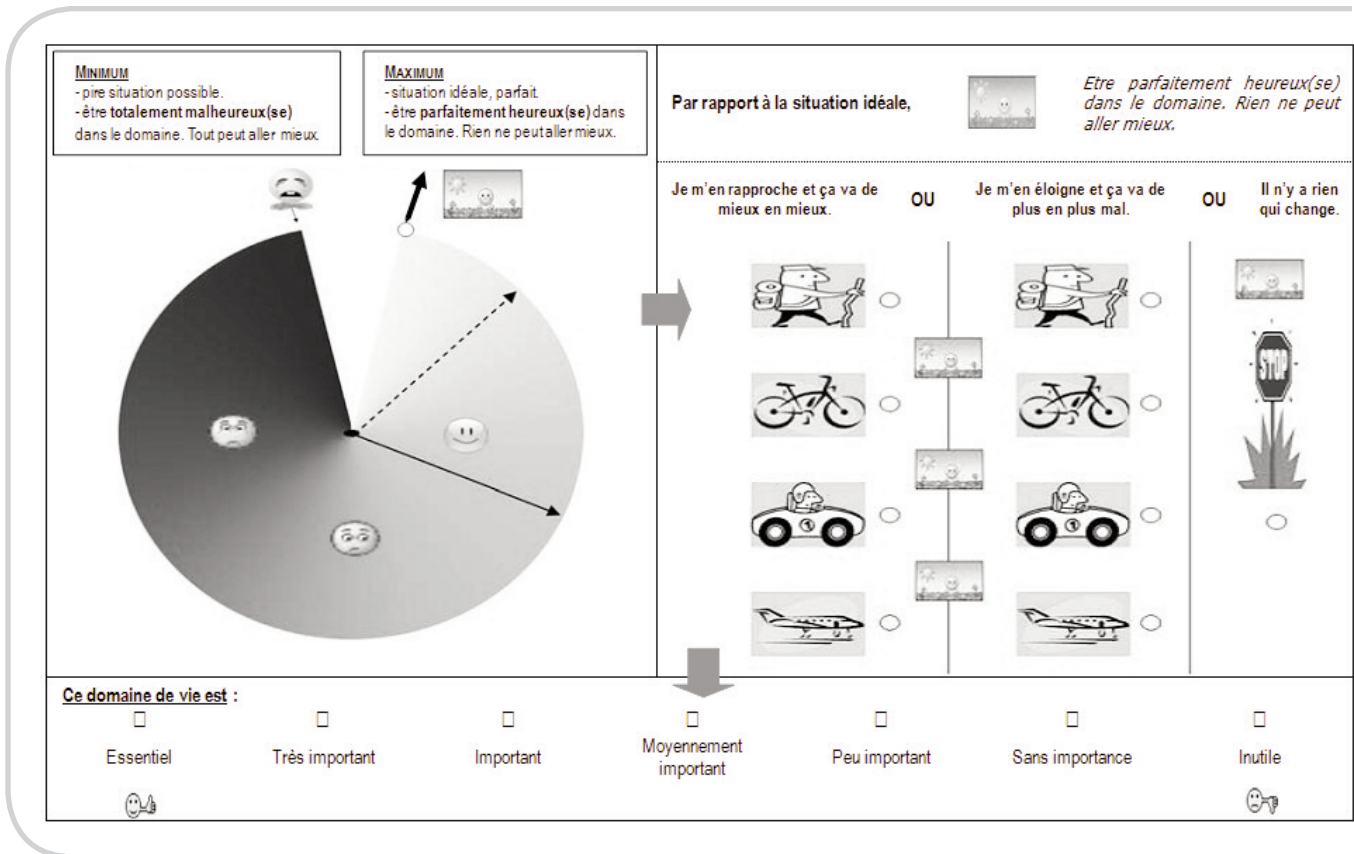 MINIMUM
- pire situation possible.
- être totalement malheureux(se)
dans le domaine. Tout peut aller mieux.
MAXIMUM
- situation idéale, parfait.
- être parfaitement heureux(se) dans
le domaine. Rien ne peut aller mieux.
Par rapport à la situation idéale,
Etre parfaitement heureux(se)
dans le domaine. Rien ne peut
aller mieux.
Je m'en rapproche et ça va de
mieux en mieux.
OU
Je m'en éloigne et ça va de
plus en plus mal.
OU
Il n'y a rien
qui change.
STOP
Ce domaine de vie est :
Essentiel
Très important
Important
Moyennement
important
Peu important
Sans importance
Inutile